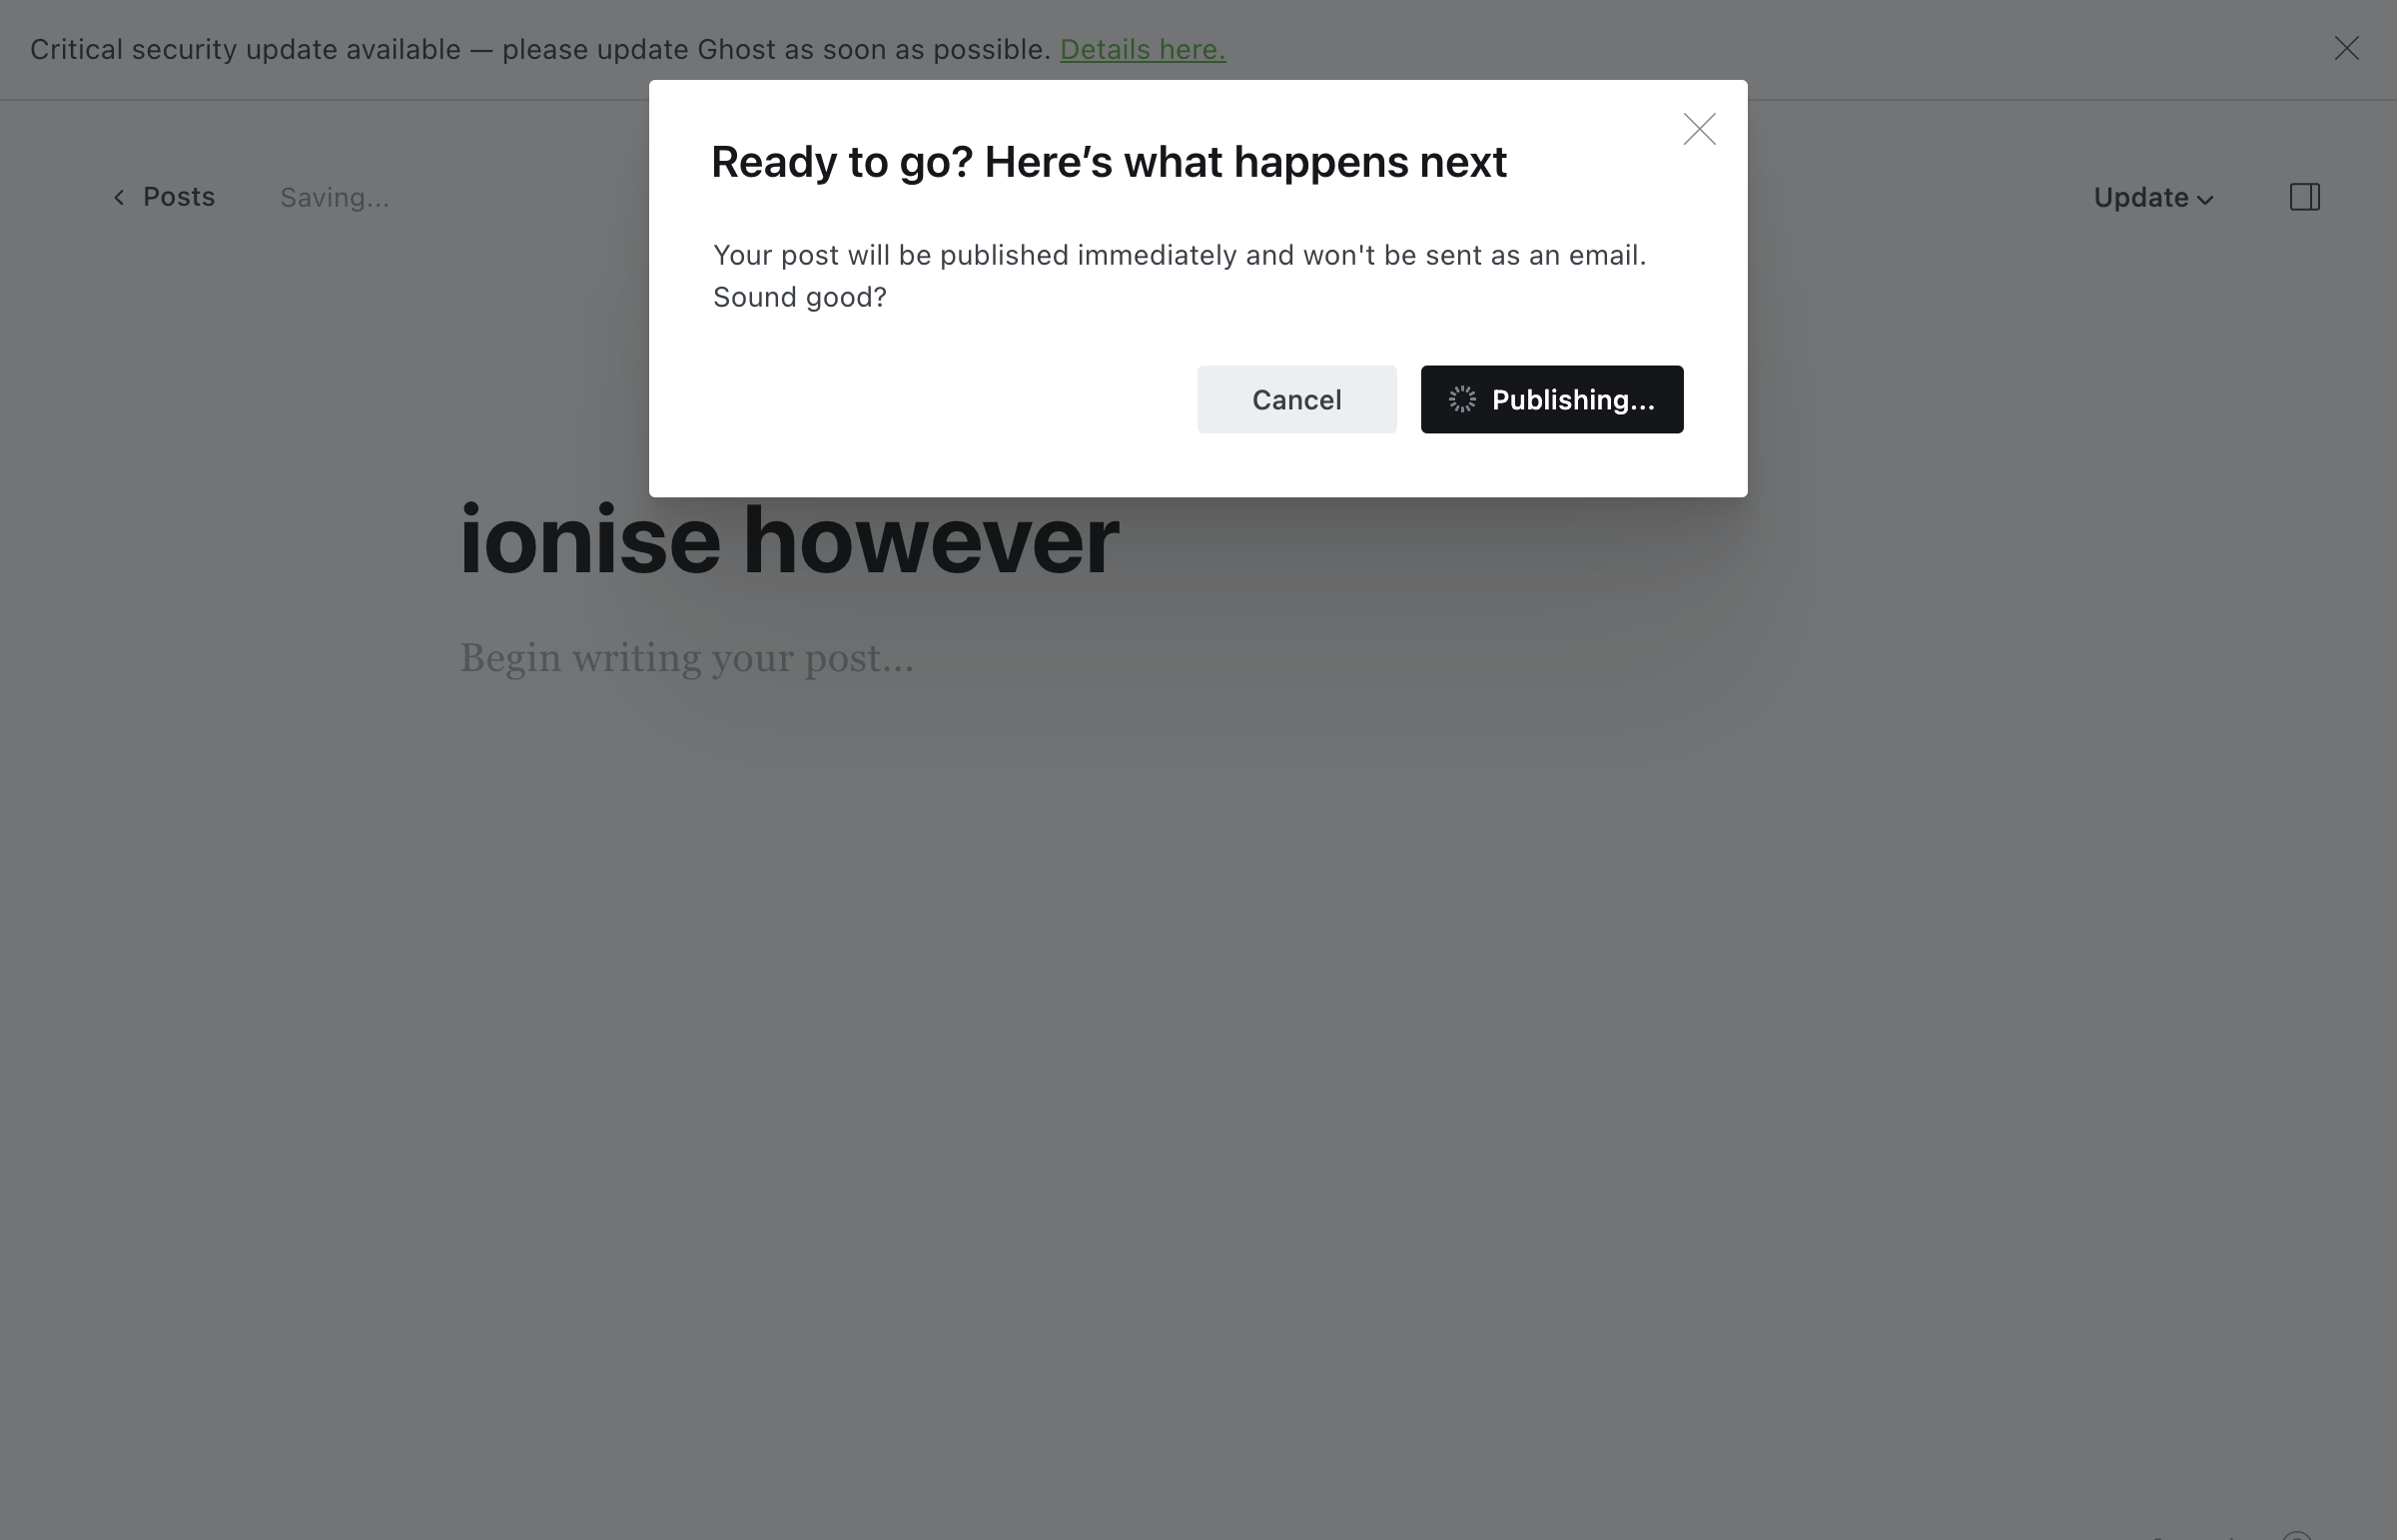 Critical security update available — please update Ghost as soon as possible. Details here.
Ready to go? Here’s what happens next
Posts
Saving...
Update
Your post will be published immediately and won't be sent as an email.
Sound good?
Cancel
Publishing...
ionise however
Begin writing your post...